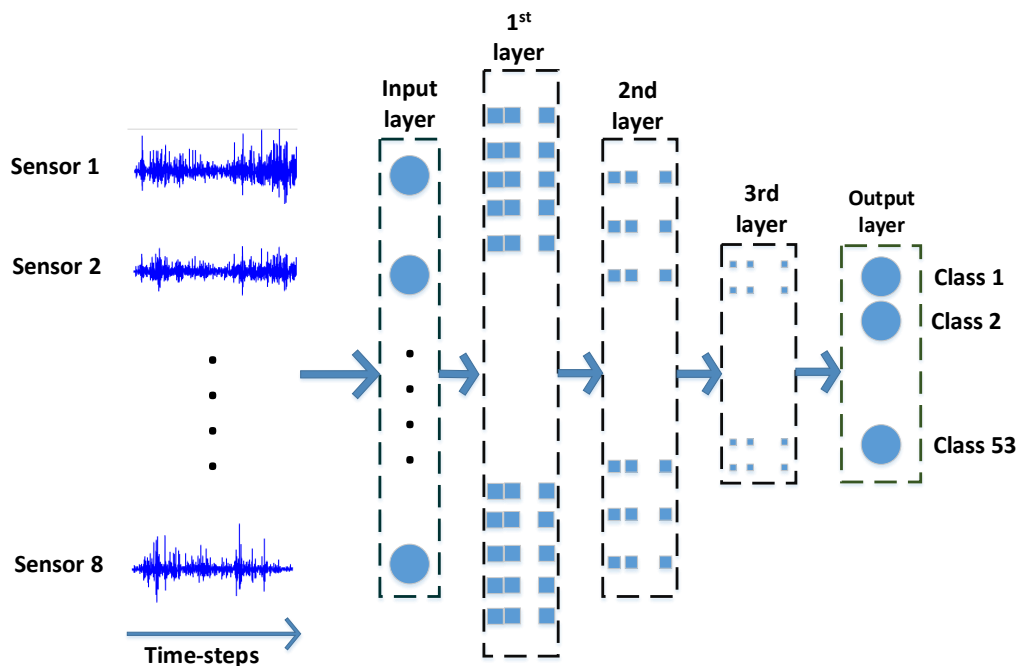 Sensor 1
Sensor 2
Sensor 8
Time-steps
Input
layer
1st
layer
2nd
layer
3rd
layer
Output
layer
Class 1
Class 2
Class 53